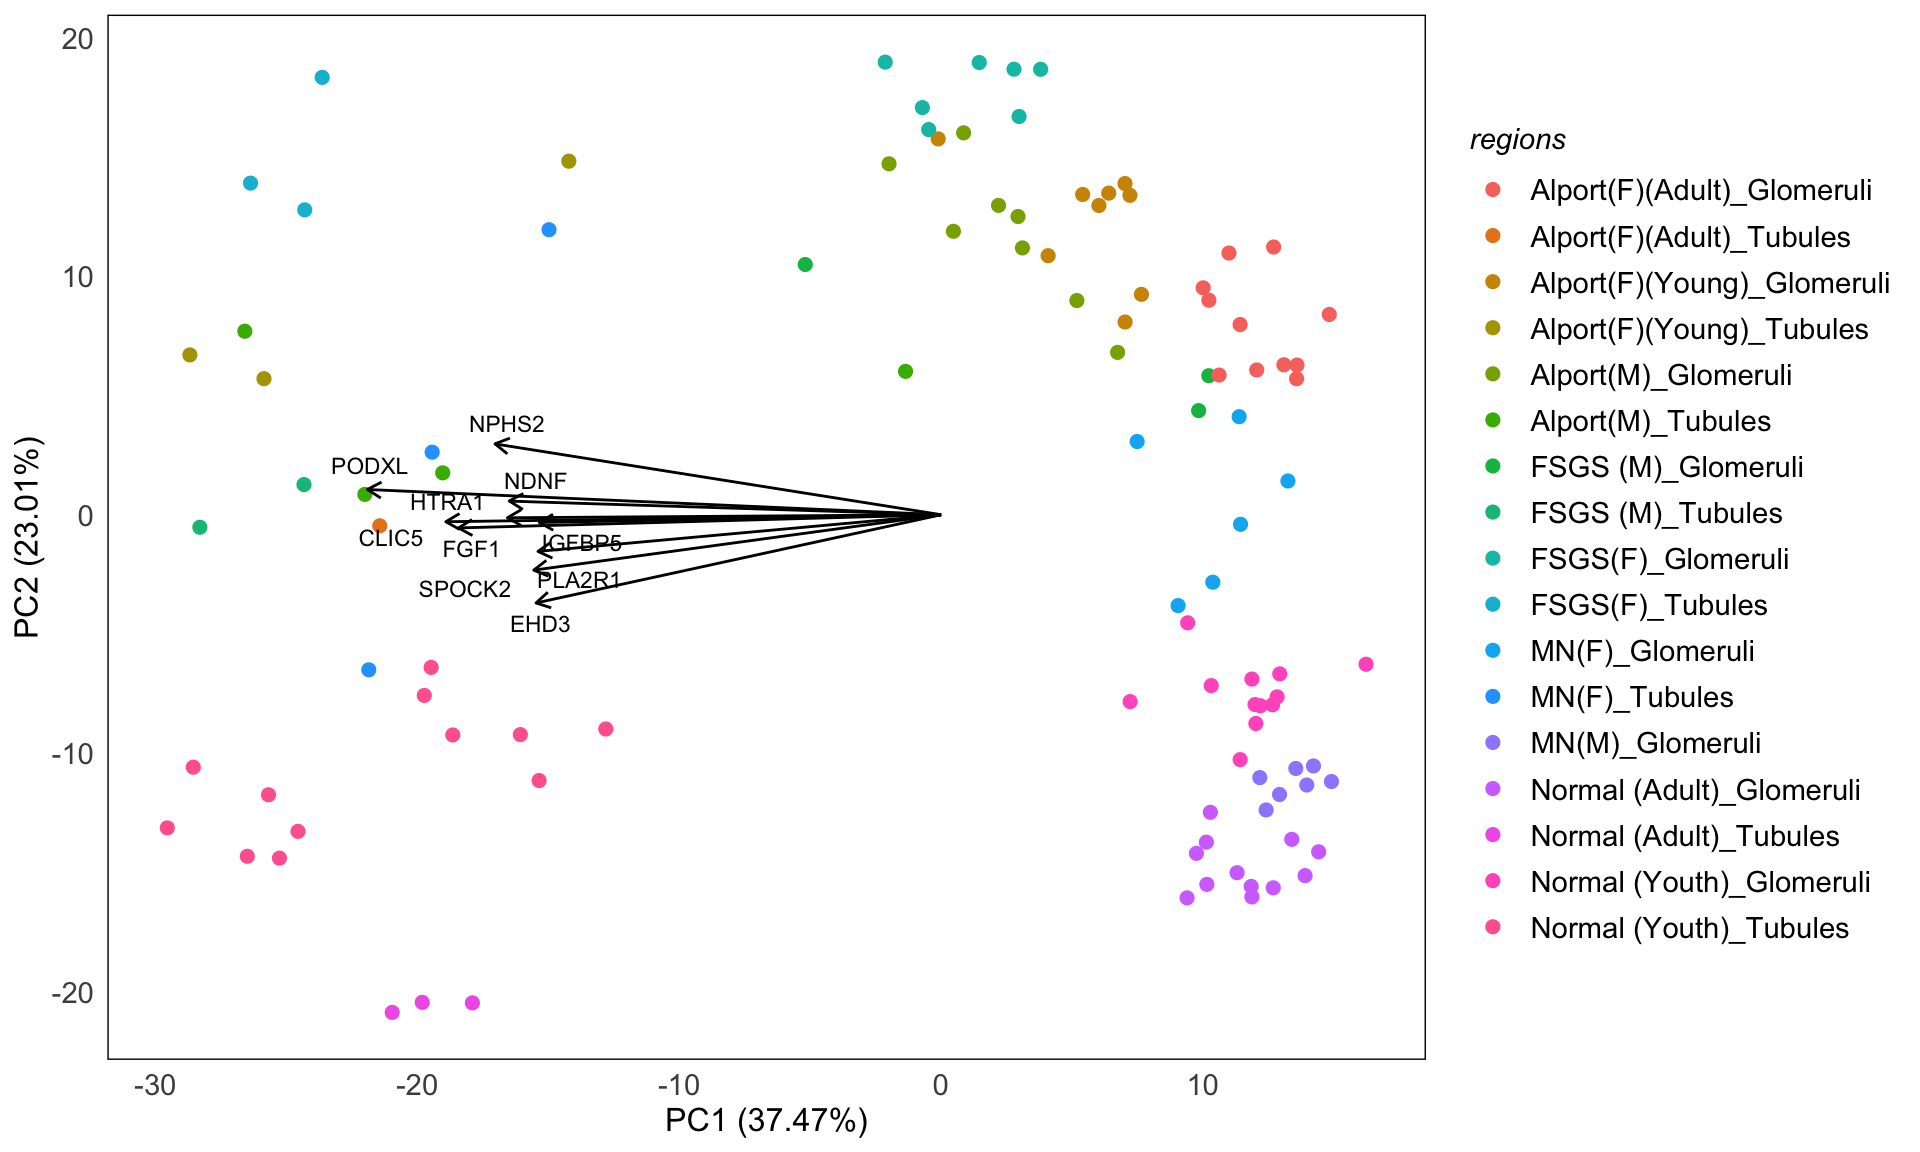 20
10
0
-10
-20
PC2 (23.01%)
NPHS2
PODXL
NDNF
HTRA1
CLIC5
FGF1
IGFBP5
SPOCK2
PLA2R1
EHD3
-30
-20
-10
0
10
PC1 (37.47%)
regions
Alport(F)(Adult)_Glomeruli
Alport(F)(Adult)_Tubules
Alport(F)(Young)_Glomeruli
Alport(F)(Young)_Tubules
Alport(M)_Glomeruli
Alport(M)_Tubules
FSGS (M)_Glomeruli
FSGS (M)_Tubules
FSGS(F)_Glomeruli
FSGS(F)_Tubules
MN(F)_Glomeruli
MN(F)_Tubules
MN(M)_Glomeruli
Normal (Adult)_Glomeruli
Normal (Adult)_Tubules
Normal (Youth)_Glomeruli
Normal (Youth)_Tubules